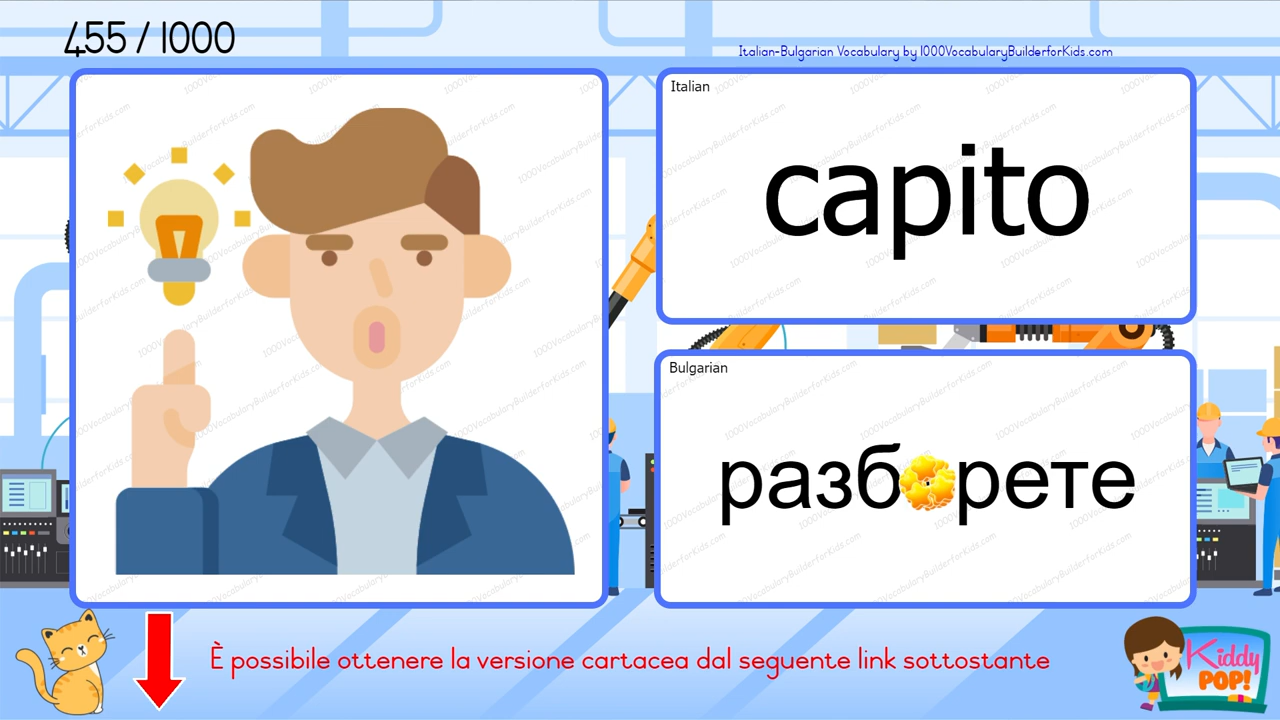 455 / 1000
Italian-Bulgarian Vocabulary by 1000VocabularyBuilderforKids.com
Italian
capito
Bulgarian
É possibile ottenere la versione cartacea dal seguente link sottostante
Kiddy
POP!